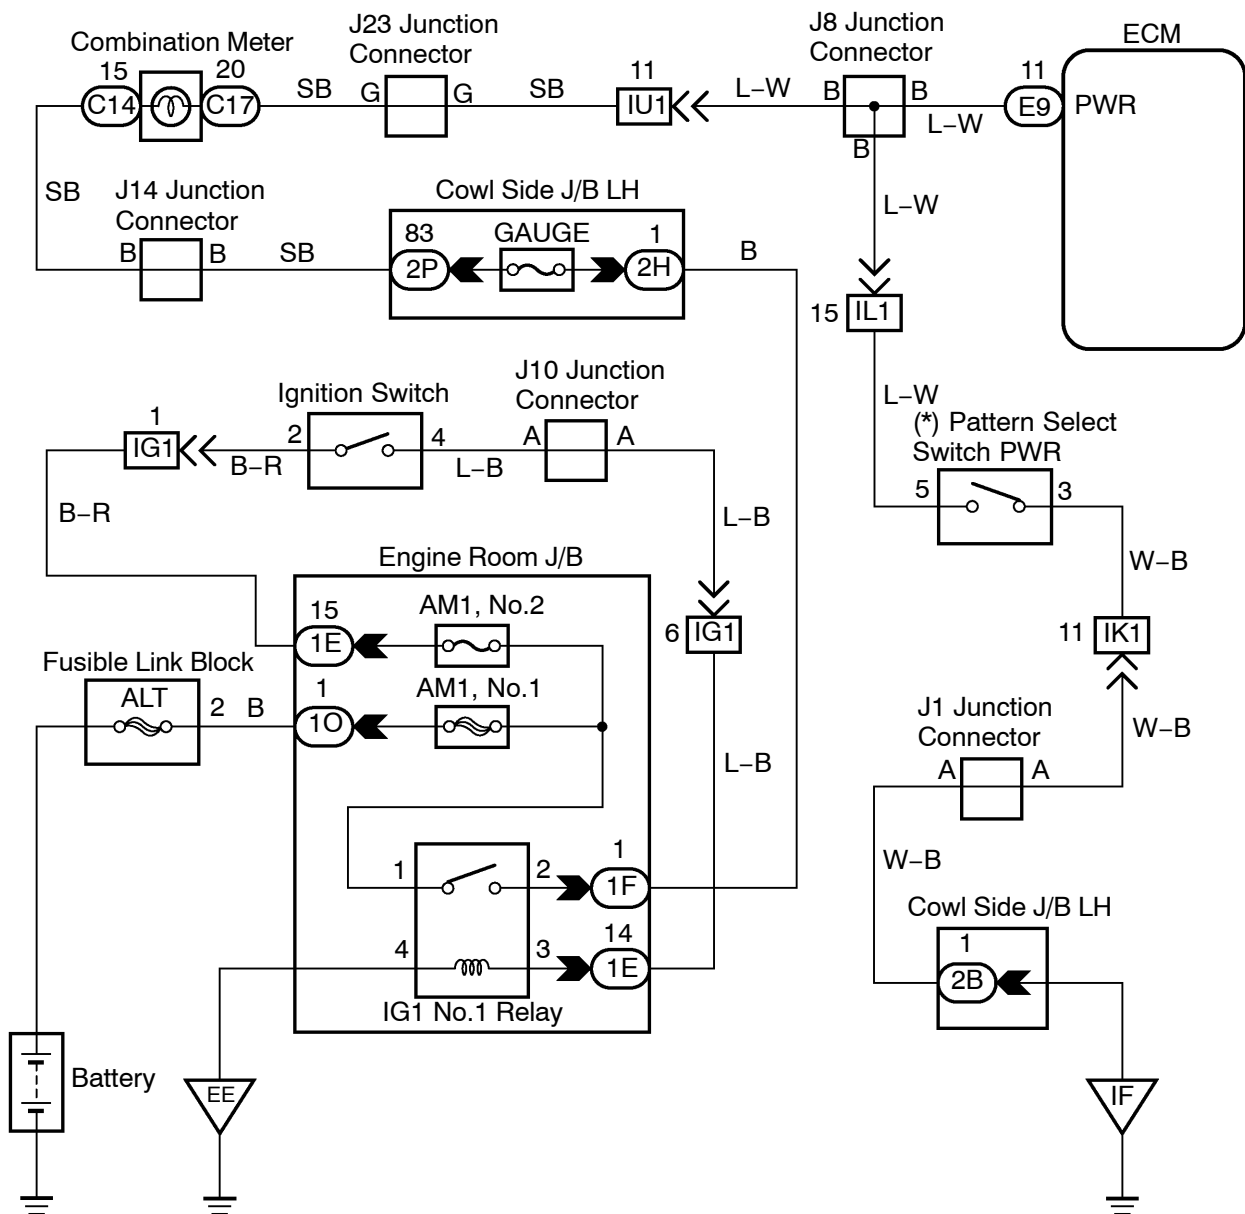 J23 Junction
Connector
J8 Junction
Connector
ECM
Combination Meter
15
20
11
11
C14
C17
SB
G
G
SB
IU1
L–W
B
B
L–W
E9
PWR
B
SB
J14 Junction
Connector
B
B
SB
Cowl Side J/B LH
83
GAUGE
1
2P
2H
B
L–W
15
IL1
L–W
(*) Pattern Select
Switch PWR
5
3
W–B
J10 Junction
Connector
Ignition Switch
1
IG1
B–R
2
4
L–B
A
A
B–R
L–B
Engine Room J/B
15
1E
AM1, No.2
6
IG1
11
IK1
Fusible Link Block
ALT
2
B
1
1O
AM1, No.1
J1 Junction
Connector
W–B
A
A
L–B
W–B
1
2
1
1F
4
3
14
1E
IG1 No.1 Relay
Cowl Side J/B LH
1
2B
Battery
EE
IF